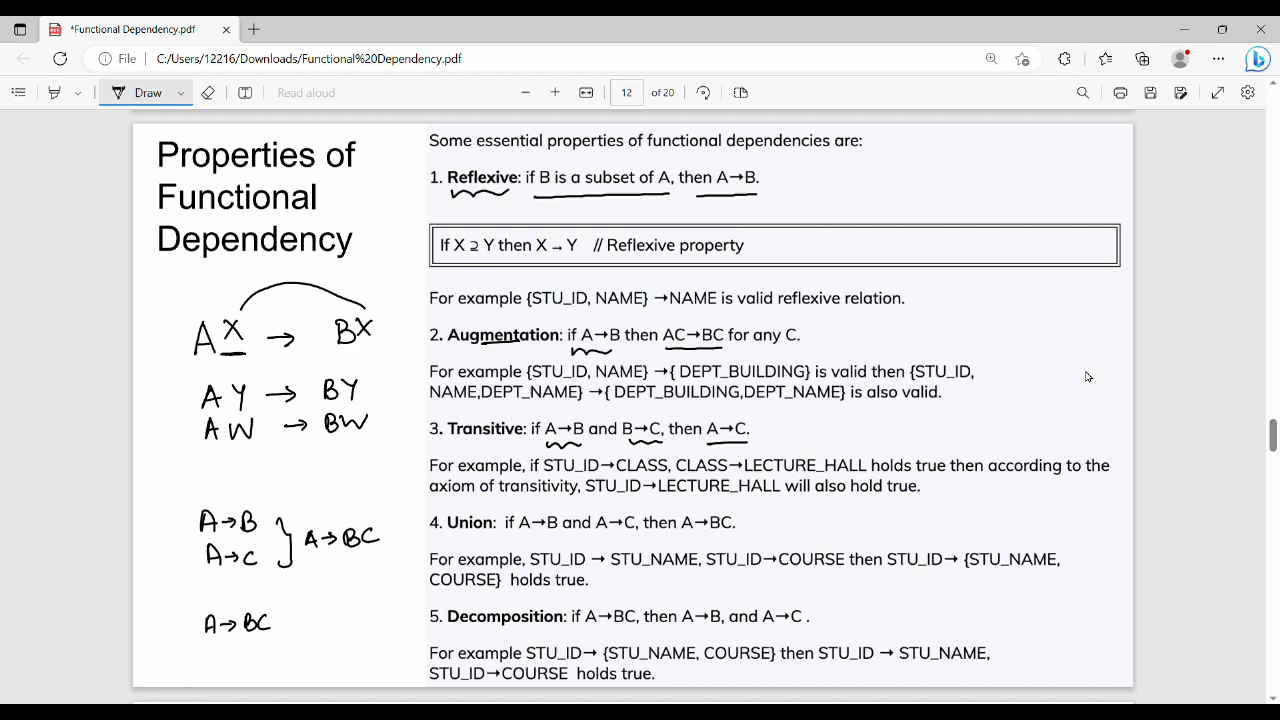 *Functional Dependency.pdf
File
C:/Users/12216/Downloads/Functional%20Dependency.pdf
Draw
Read aloud
12
of 20
Properties of
Functional
Dependency
AX → BX
AY → BY
AW → BW
A→B
A→C
A→BC
A→BC
Some essential properties of functional dependencies are:
1. Reflexive: if B is a subset of A, then A→B.
If X ⊇ Y then X → Y // Reflexive property
For example {STU_ID, NAME} →NAME is valid reflexive relation.
2. Augmentation: if A→B then AC→BC for any C.
For example {STU_ID, NAME} →{ DEPT_BUILDING} is valid then {STU_ID,
NAME,DEPT_NAME} →{ DEPT_BUILDING,DEPT_NAME} is also valid.
3. Transitive: if A→B and B→C, then A→C.
For example, if STU_ID→CLASS, CLASS→LECTURE_HALL holds true then according to the
axiom of transitivity, STU_ID→LECTURE_HALL will also hold true.
4. Union: if A→B and A→C, then A→BC.
For example, STU_ID → STU_NAME, STU_ID→COURSE then STU_ID→ {STU_NAME,
COURSE} holds true.
5. Decomposition: if A→BC, then A→B, and A→C .
For example STU_ID→ {STU_NAME, COURSE} then STU_ID → STU_NAME,
STU_ID→COURSE holds true.